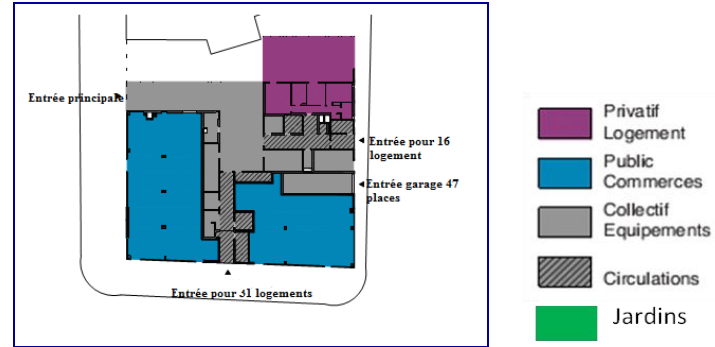 Entrée principale
Entrée pour 16
logement
Entrée garage 47
places
Entrée pour 31 logements
Privatif
Logement
Public
Commerces
Collectif
Equipements
Circulations
Jardins